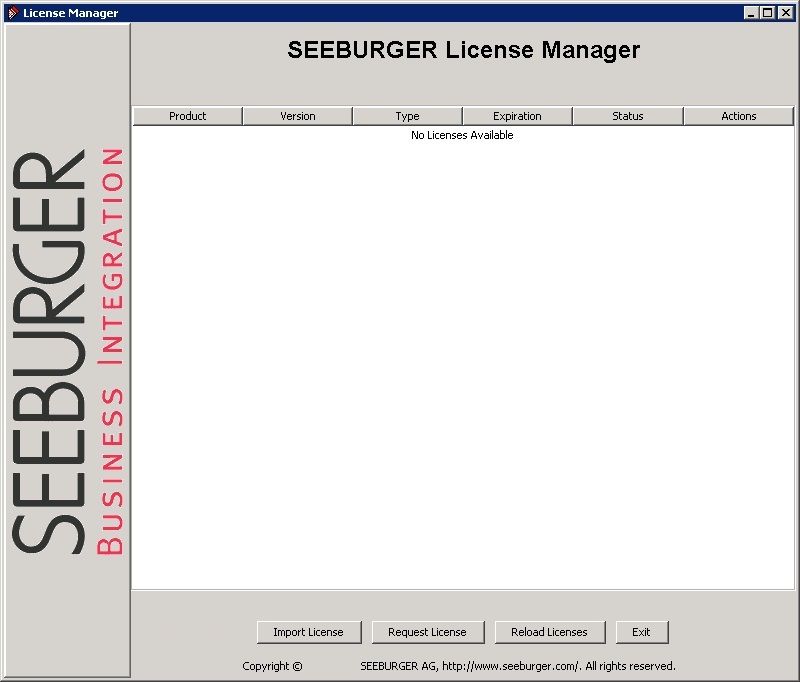 License Manager
SEEBURGER License Manager
SEEBURGER
BUSINESS INTEGRATION
Product Version Type Expiration Status Actions
No Licenses Available
Import License Request License Reload Licenses Exit
Copyright © SEEBURGER AG, http://www.seeburger.com/. All rights reserved.